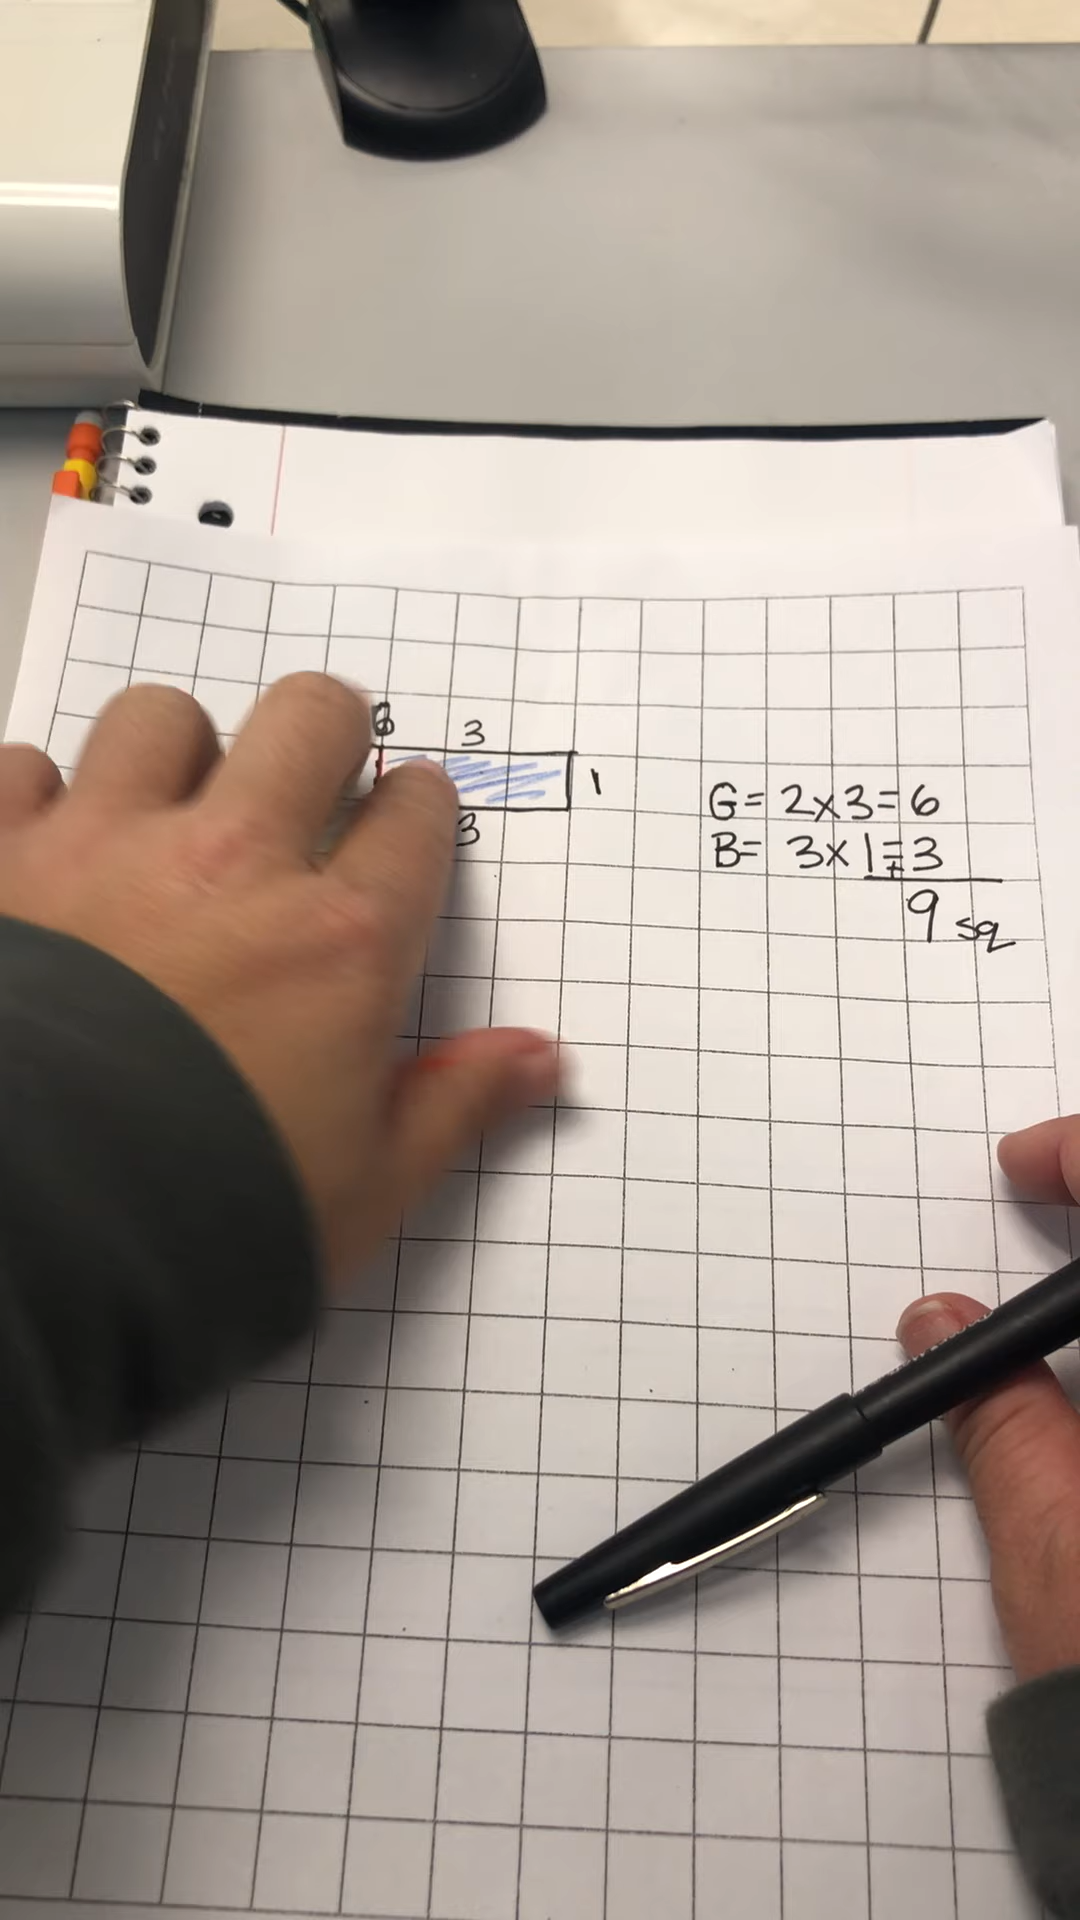 3
1
3
G= 2x3=6
B= 3x1=3
+
9 sq